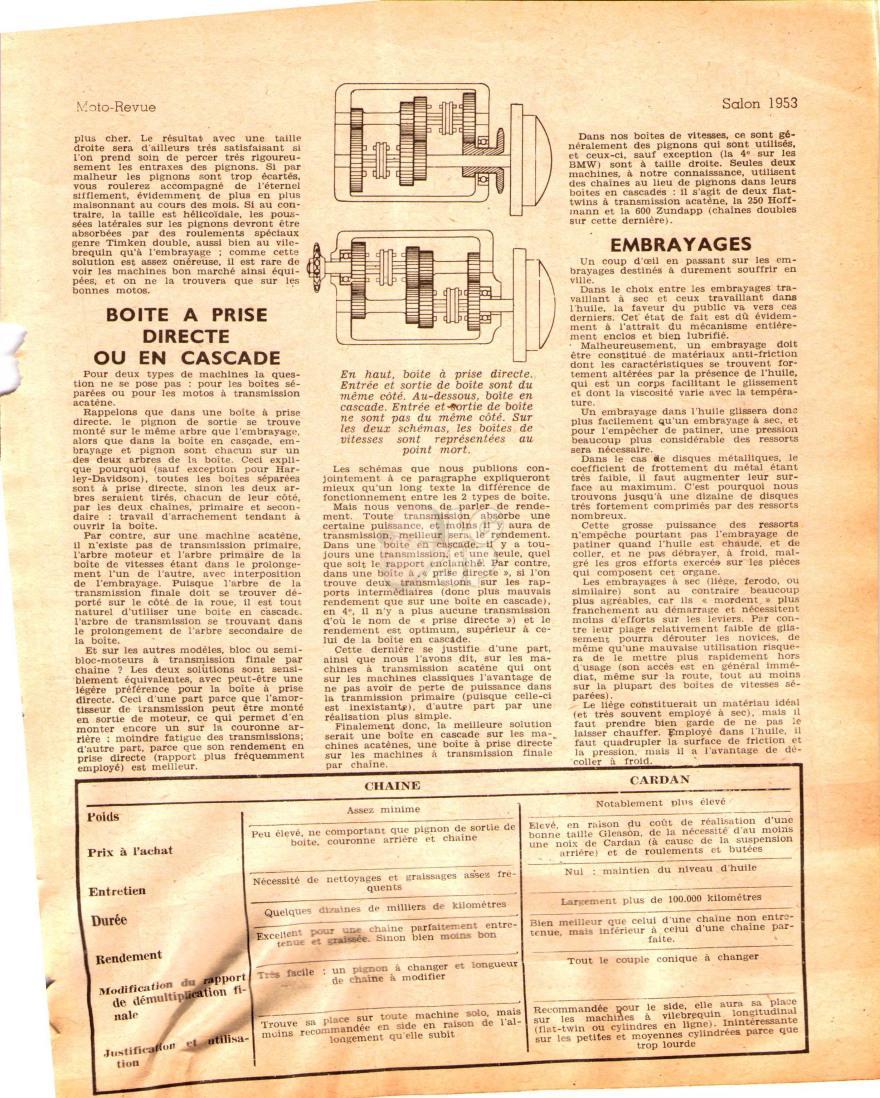 Moto-Revue
Salon 1953
plus cher. Le résultat avec une taille
droite sera d'ailleurs très satisfaisant si
l'on prend soin de percer très rigoureu-
sement les entraxes des pignons. Si par
malheur les pignons sont trop écartés,
vous roulerez accompagné de l'éternel
sifflement, évidemment de plus en plus
maisonnant au cours des mois. Si au con-
traire, la taille est hélicoïdale, les pous-
sées latérales sur les pignons devront être
absorbées par des roulements spéciaux
genre Timken double, aussi bien au vile-
brequin qu'à l'embrayage ; comme cette
solution est assez onéreuse, il est rare de
voir les machines bon marché ainsi équi-
pées, et on ne la trouvera que sur les
bonnes motos.
BOITE A PRISE
DIRECTE
OU EN CASCADE
Pour deux types de machines la ques-
tion ne se pose pas : pour les boîtes sé-
parées ou pour les motos à transmission
acatène.
Rappelons que dans une boîte à prise
directe, le pignon de sortie se trouve
monté sur le même arbre que l'embrayage,
alors que dans la boîte en cascade, em-
brayage et pignon sont chacun sur un
des deux arbres de la boîte. Ceci expli-
que pourquoi (sauf exception pour Har-
ley-Davidson), toutes les boîtes séparées
sont à prise directe, sinon les deux ar-
bres seraient tirés, chacun de leur côté,
par les deux chaînes, primaire et secon-
daire : travail d'arrachement tendant à
ouvrir la boîte.
Par contre, sur une machine acatène,
il n'existe pas de transmission primaire,
l'arbre moteur et l'arbre primaire de la
boîte de vitesses étant dans le prolonge-
ment l'un de l'autre, avec interposition
de l'embrayage. Puisque l'arbre de la
transmission finale doit se trouver dé-
porté sur le côté de la roue, il est tout
naturel d'utiliser une boîte en cascade,
l'arbre de transmission se trouvant dans
le prolongement de l'arbre secondaire de
la boîte.
Et sur les autres modèles, bloc ou semi-
bloc-moteurs à transmission finale par
chaîne ? Les deux solutions sont sensi-
blement équivalentes, avec peut-être une
légère préférence pour la boîte à prise
directe. Ceci d'une part parce que l'amor-
tisseur de transmission peut être monté
en sortie de moteur, ce qui permet d'en
monter encore un sur la couronne ar-
rière : moindre fatigue des transmissions;
d'autre part, parce que son rendement en
prise directe (rapport plus fréquemment
employé) est meilleur.
En haut, boîte à prise directe.
Entrée et sortie de boîte sont du
même côté. Au-dessous, boîte en
cascade. Entrée et sortie de boîte
ne sont pas du même côté. Sur
les deux schémas, les boîtes de
vitesses sont représentées au
point mort.
Les schémas que nous publions con-
jointement à ce paragraphe expliqueront
mieux qu'un long texte la différence de
fonctionnement entre les 2 types de boîte.
Mais nous venons de parler de rende-
ment. Toute transmission absorbe une
certaine puissance, et moins il y aura de
transmission, meilleur sera le rendement.
Dans une boîte en cascade, il y a tou-
jours une transmission, et une seule, quel
que soit le rapport enclanché. Par contre,
dans une boîte à « prise directe », si l'on
trouve deux transmissions sur les rap-
ports intermédiaires (donc plus mauvais
rendement que sur une boîte en cascade),
en 4e, il n'y a plus aucune transmission
d'où le nom de « prise directe ») et le
rendement est optimum, supérieur à ce-
lui de la boîte en cascade.
Cette dernière se justifie d'une part,
ainsi que nous l'avons dit, sur les ma-
chines à transmission acatène qui ont
sur les machines classiques l'avantage de
ne pas avoir de perte de puissance dans
la tranmission primaire (puisque celle-ci
est inexistante), d'autre part par une
réalisation plus simple.
Finalement donc, la meilleure solution
serait une boîte en cascade sur les ma-
chines acatènes, une boîte à prise directe
sur les machines à transmission finale
par chaîne.
Dans nos boîtes de vitesses, ce sont gé-
néralement des pignons qui sont utilisés,
et ceux-ci, sauf exception (la 4e sur les
BMW) sont à taille droite. Seules deux
machines, à notre connaissance, utilisent
des chaînes au lieu de pignons dans leurs
boîtes en cascades : il s'agit de deux flat-
twins à transmission acatène, la 250 Hoff-
mann et la 600 Zundapp (chaînes doubles
sur cette dernière).
EMBRAYAGES
Un coup d'œil en passant sur les em-
brayages destinés à durement souffrir en
ville.
Dans le choix entre les embrayages tra-
vaillant à sec et ceux travaillant dans
l'huile, la faveur du public va vers ces
derniers. Cet état de fait est dû évidem-
ment à l'attrait du mécanisme entière-
ment enclos et bien lubrifié.
Malheureusement, un embrayage doit
être constitué de matériaux anti-friction
dont les caractéristiques se trouvent for-
tement altérées par la présence de l'huile,
qui est un corps facilitant le glissement
et dont la viscosité varie avec la tempéra-
ture.
Un embrayage dans l'huile glissera donc
plus facilement qu'un embrayage à sec, et
pour l'empêcher de patiner, une pression
beaucoup plus considérable des ressorts
sera nécessaire.
Dans le cas de disques métalliques, le
coefficient de frottement du métal étant
très faible, il faut augmenter leur sur-
face au maximum. C'est pourquoi nous
trouvons jusqu'à une dizaine de disques
très fortement comprimés par des ressorts
nombreux.
Cette grosse puissance des ressorts
n'empêche pourtant pas l'embrayage de
patiner quand l'huile est chaude, et de
coller, et ne pas débrayer, à froid, mal-
gré les gros efforts exercés sur les pièces
qui composent cet organe.
Les embrayages à sec (liège, ferodo, ou
similaire) sont au contraire beaucoup
plus agréables, car ils « mordent » plus
franchement au démarrage et nécessitent
moins d'efforts sur les leviers. Par con-
tre leur plage relativement faible de glis-
sement pourra dérouter les novices, de
même qu'une mauvaise utilisation risque-
ra de le mettre plus rapidement hors
d'usage (son accès est en général immé-
diat, même sur la route, tout au moins
sur la plupart des boîtes de vitesses sé-
parées).
Le liège constituerait un matériau idéal
(et très souvent employé à sec), mais il
faut prendre bien garde de ne pas le
laisser chauffer. Employé dans l'huile, il
faut quadrupler la surface de friction et
la pression, mais il a l'avantage de dé-
coller à froid.
CHAINE
CARDAN
Poids
Assez minime
Notablement plus élevé
Prix à l'achat
Peu élevé, ne comportant que pignon de sortie de
boîte, couronne arrière et chaîne
Elevé, en raison du coût de réalisation d'une
bonne taille Gleason, de la nécessité d'au moins
une noix de Cardan (à cause de la suspension
arrière) et de roulements et butées
Entretien
Nécessité de nettoyages et graissages assez fré-
quents
Nul : maintien du niveau d'huile
Durée
Quelques dizaines de milliers de kilomètres
Largement plus de 100.000 kilomètres
Rendement
Excellent pour une chaîne parfaitement entre-
tenue et graissée. Sinon bien moins bon
Bien meilleur que celui d'une chaîne non entre-
tenue, mais inférieur à celui d'une chaîne par-
faite.
Modification du rapport
de démultiplication fi-
nale
Très facile : un pignon à changer et longueur
de chaîne à modifier
Tout le couple conique à changer
Justification et utilisa-
tion
Trouve sa place sur toute machine solo, mais
moins recommandée en side en raison de l'al-
longement qu'elle subit
Recommandée pour le side, elle aura sa place
sur les machines à vilebrequin longitudinal
(flat-twin ou cylindres en ligne). Inintéressante
sur les petites et moyennes cylindrées parce que
trop lourde